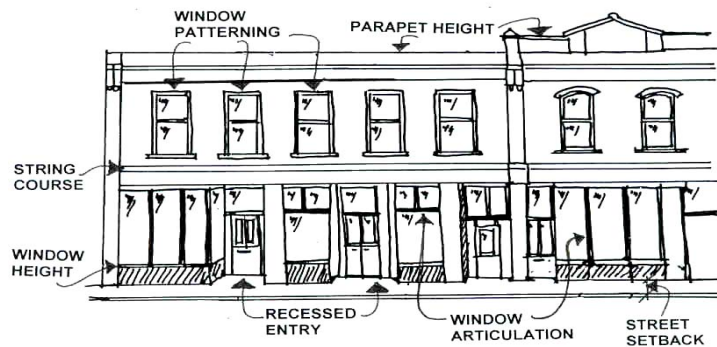 WINDOW
PATTERNING
PARAPET HEIGHT
STRING
COURSE
WINDOW
HEIGHT
RECESSED
ENTRY
WINDOW
ARTICULATION
STREET
SETBACK